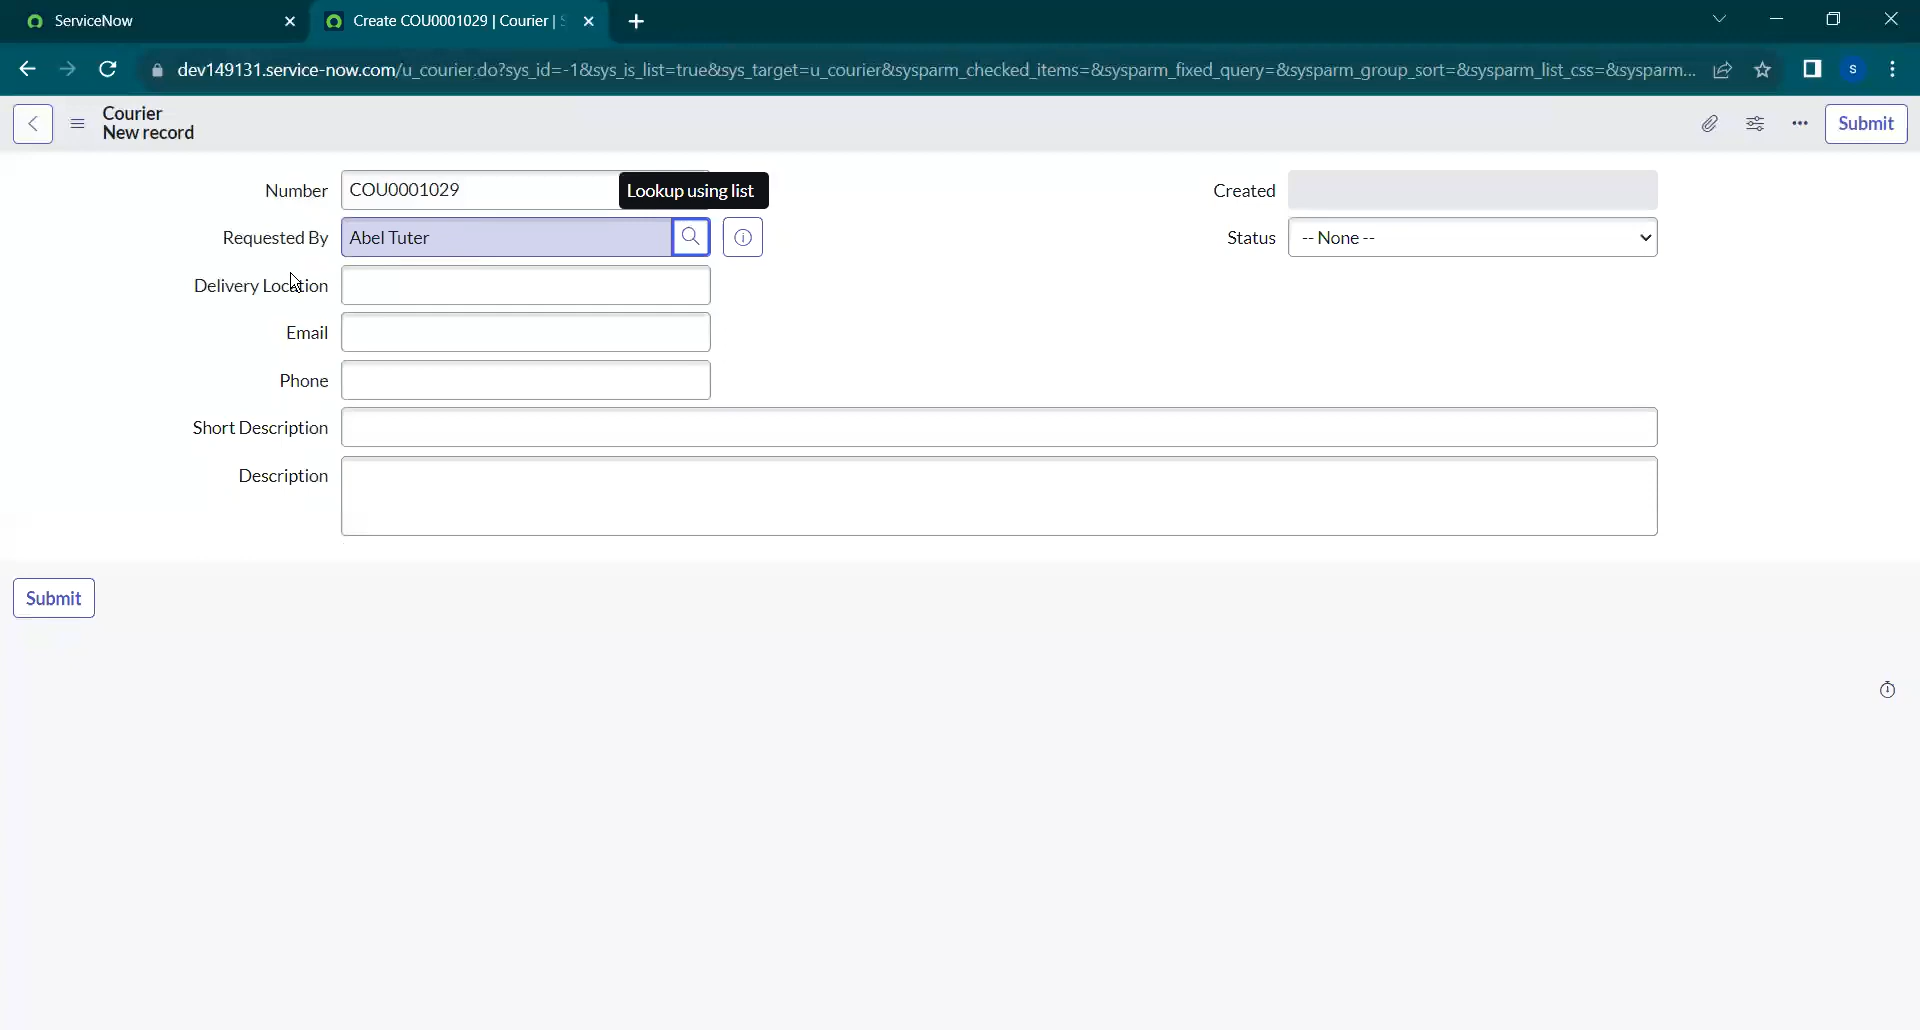 ServiceNow
Create COU0001029 | Courier |
dev149131.service-now.com/u_courier.do?sys_id=-1&sys_is_list=true&sys_target=u_courier&sysparm_checked_items=&sysparm_fixed_query=&sysparm_group_sort=&sysparm_list_css=&sysparm...
S
Courier
New record
Submit
Number
COU0001029
Lookup using list
Created
Requested By
Abel Tuter
Status
-- None --
Delivery Location
Email
Phone
Short Description
Description
Submit